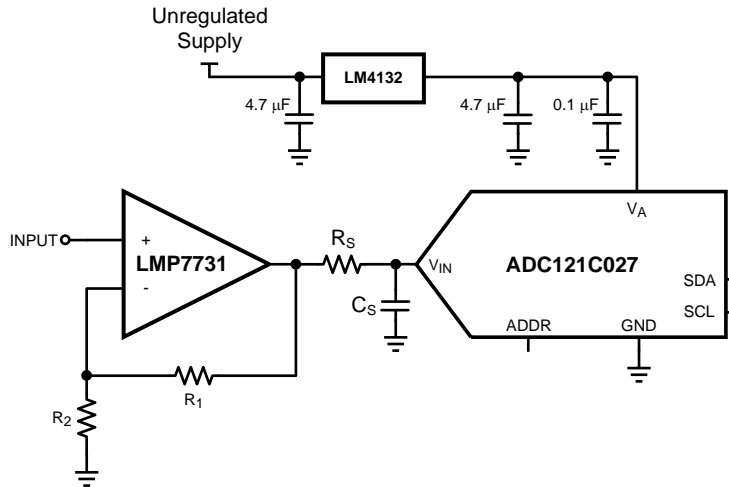 Unregulated
Supply
LM4132
4.7 µF
4.7 µF
0.1 µF
VA
INPUT
+
LMP7731
-
RS
VIN
ADC121C027
SDA
CS
SCL
ADDR
GND
R1
R2